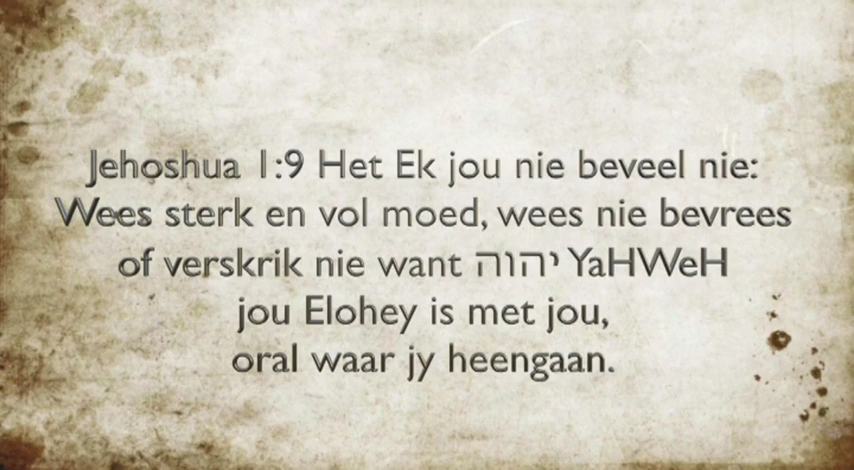 Jehoshua 1:9 Het Ek jou nie beveel nie:
Wees sterk en vol moed, wees nie bevrees
of verskrik nie want יהוה YaHWeH
jou Elohey is met jou,
oral waar jy heengaan.